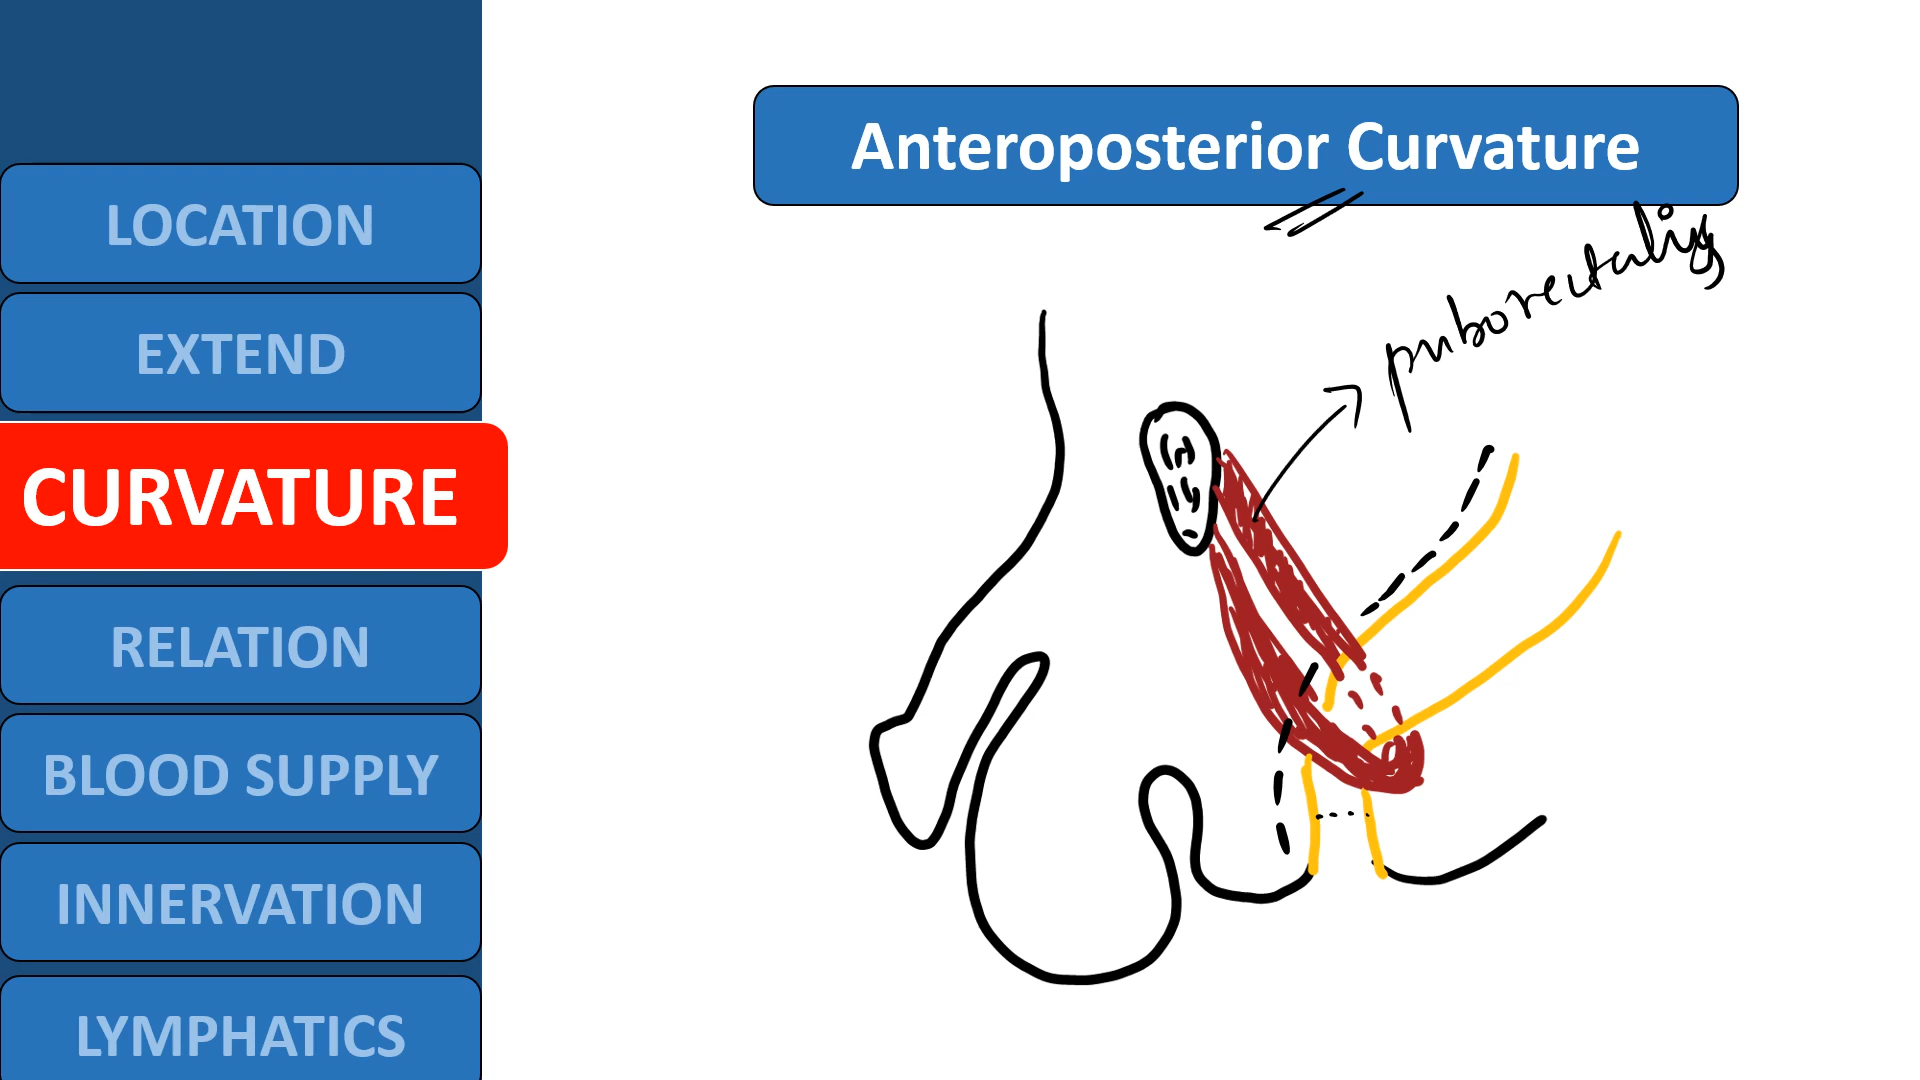 LOCATION
EXTEND
CURVATURE
RELATION
BLOOD SUPPLY
INNERVATION
LYMPHATICS
Anteroposterior Curvature
puborectalis